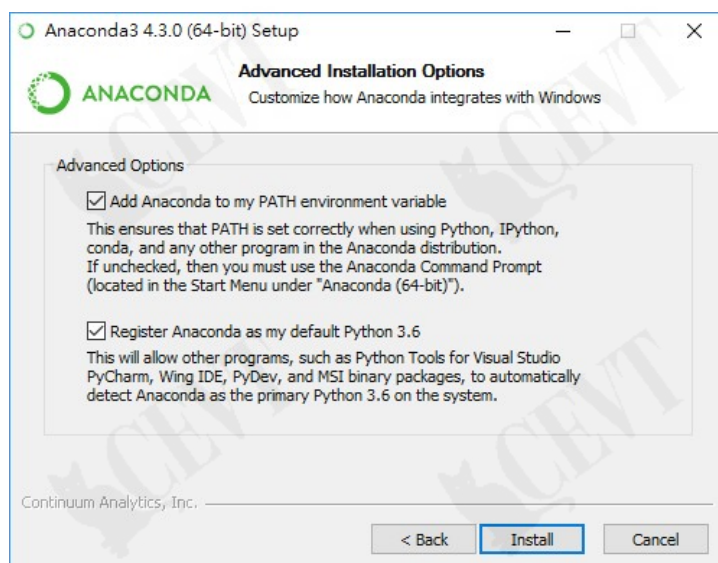 Anaconda3 4.3.0 (64-bit) Setup
ANACONDA
Advanced Installation Options
Customize how Anaconda integrates with Windows
Advanced Options
Add Anaconda to my PATH environment variable
This ensures that PATH is set correctly when using Python, IPython,
conda, and any other program in the Anaconda distribution.
If unchecked, then you must use the Anaconda Command Prompt
(located in the Start Menu under "Anaconda (64-bit)").
Register Anaconda as my default Python 3.6
This will allow other programs, such as Python Tools for Visual Studio
PyCharm, Wing IDE, PyDev, and MSI binary packages, to automatically
detect Anaconda as the primary Python 3.6 on the system.
Continuum Analytics, Inc.
< Back
Install
Cancel
CEVT
CEVT
CEVT
CEVT